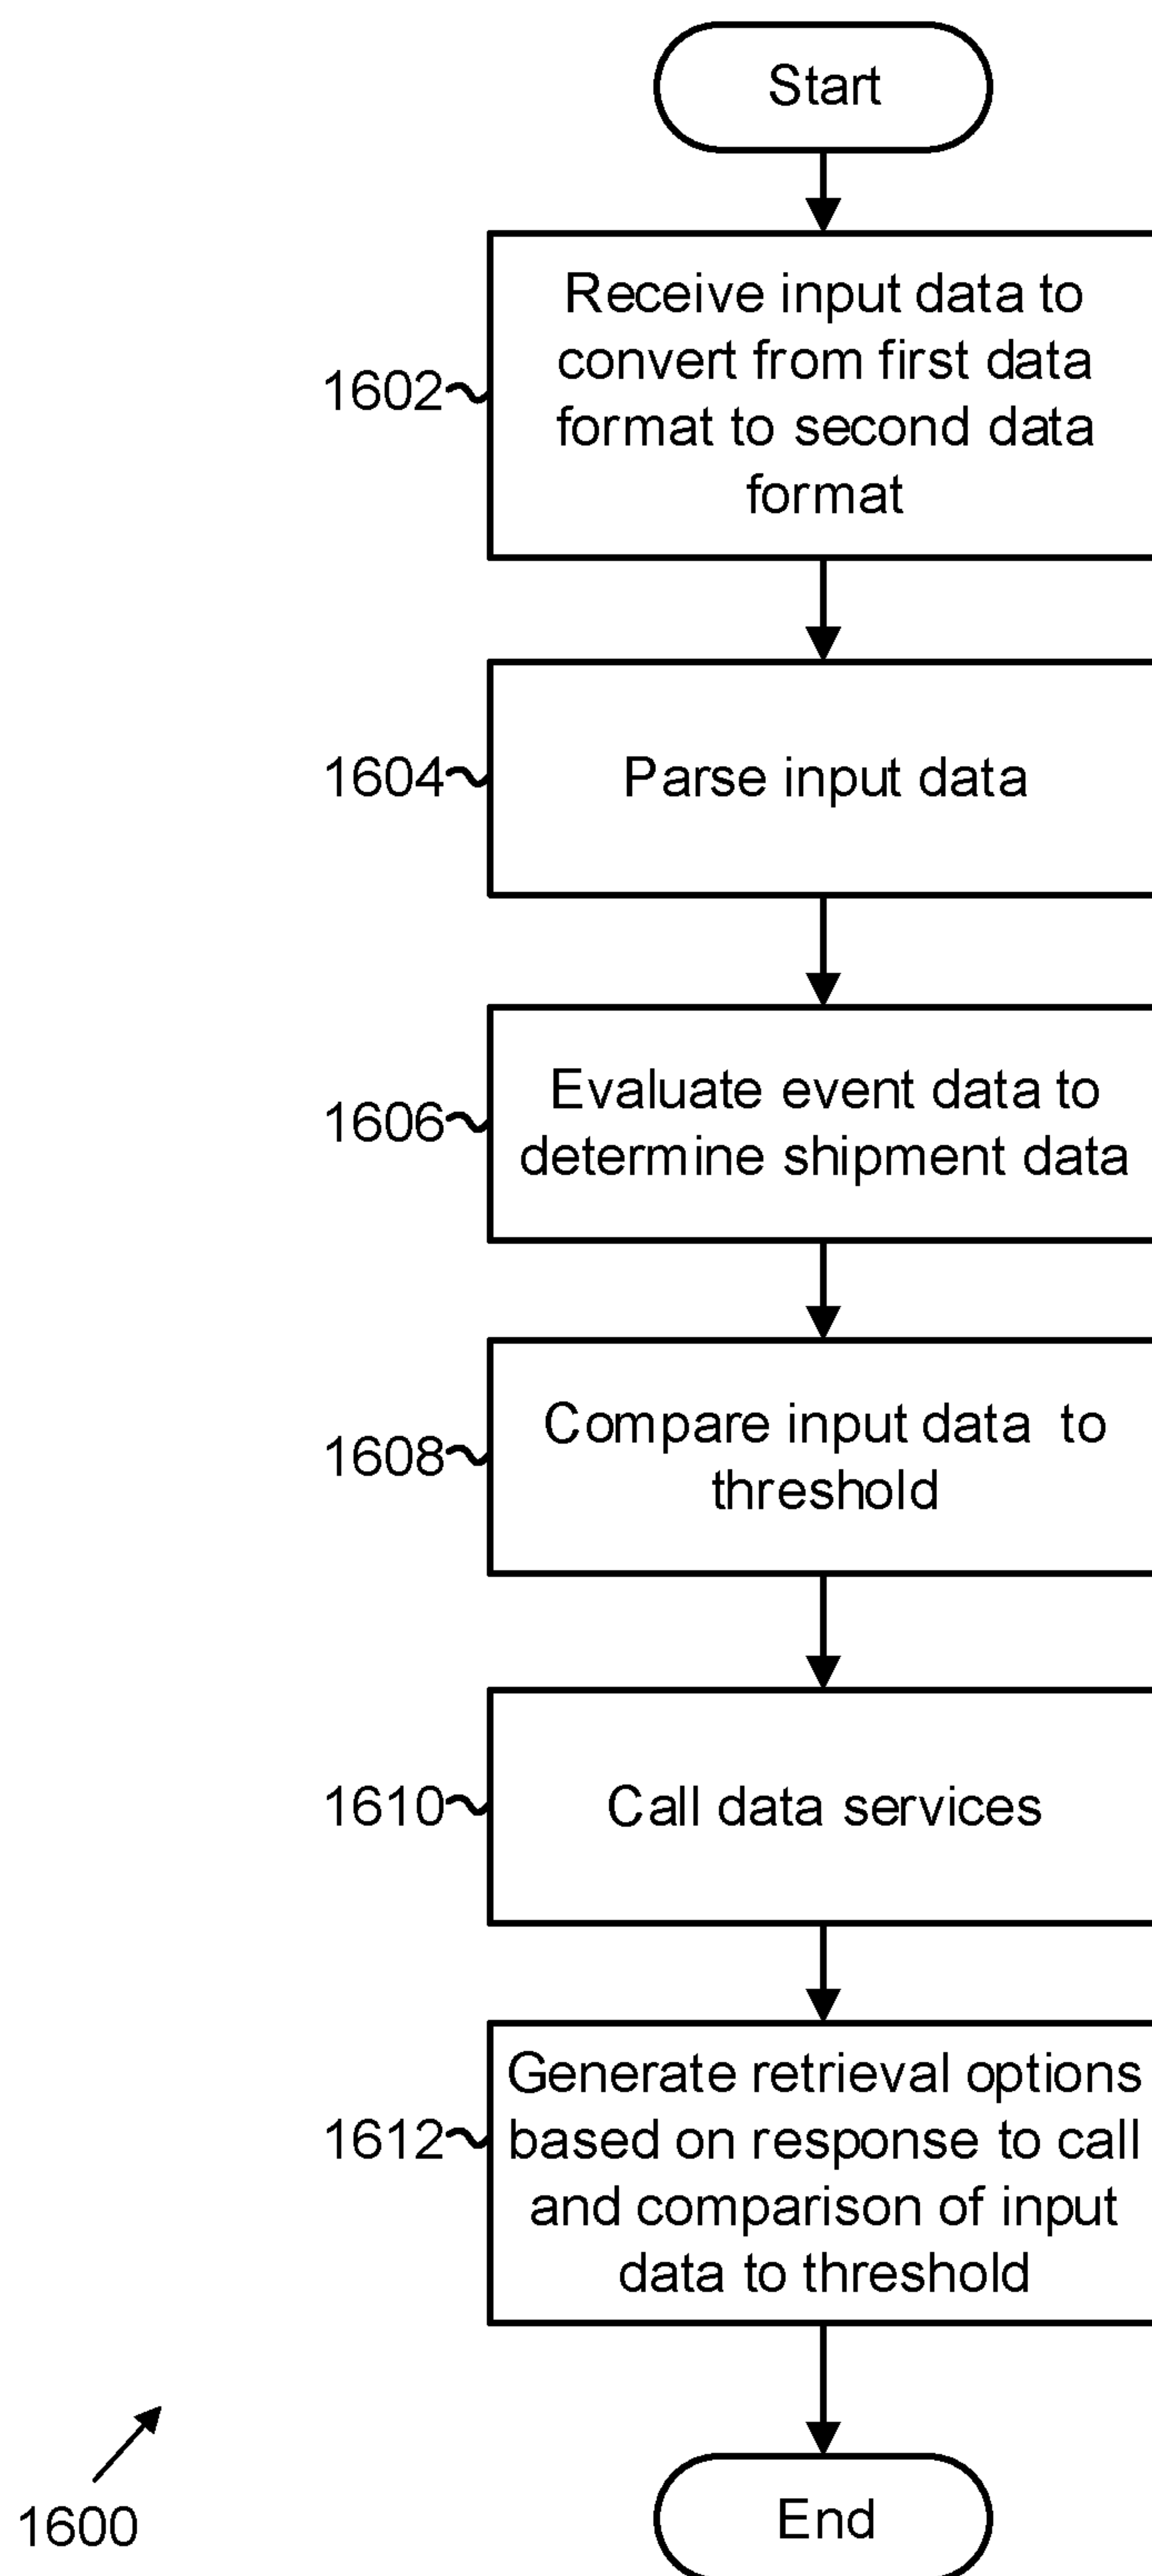 Start
Receive input data to
convert from first data
format to second data
format
1602
1604
Parse input data
Evaluate event data to
determine shipment data
1606
Compare input data to
threshold
1608
1610
Call data services
Generate retrieval options
based on response to call
and comparison of input
data to threshold
1612
End
1600